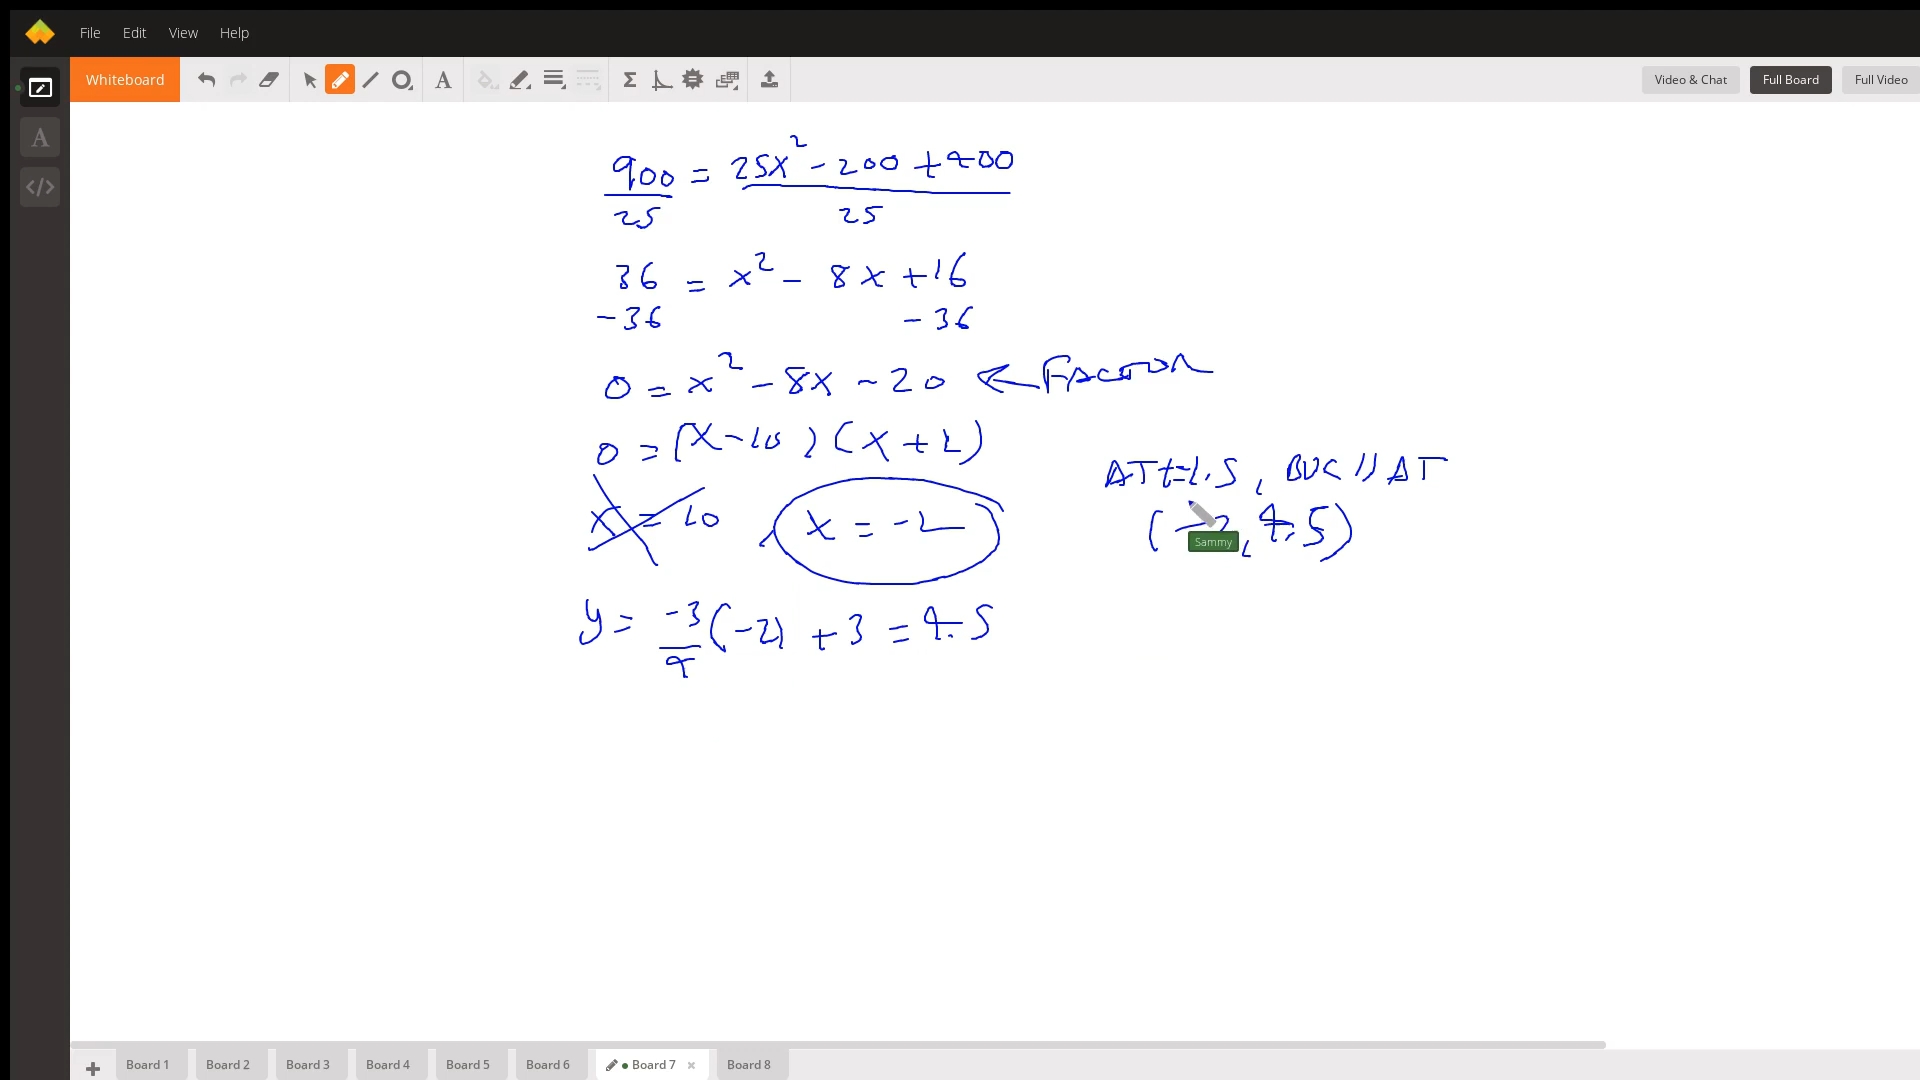 File Edit View Help
Whiteboard A Σ Video & Chat Full Board Full Video
A
</>
900 = 25x² - 200 + 400
25 25
36 = x² - 8x + 16
-36 -36
0 = x² - 8x - 20 ← Factor
0 = (x - 10)(x + 2)
x = 10, x = -2
y = -3/4 (-2) + 3 = 4.5
AT t=1.5, BUG // AT
(-2, 4.5)
Sammy
+ Board 1 Board 2 Board 3 Board 4 Board 5 Board 6 Board 7 × Board 8